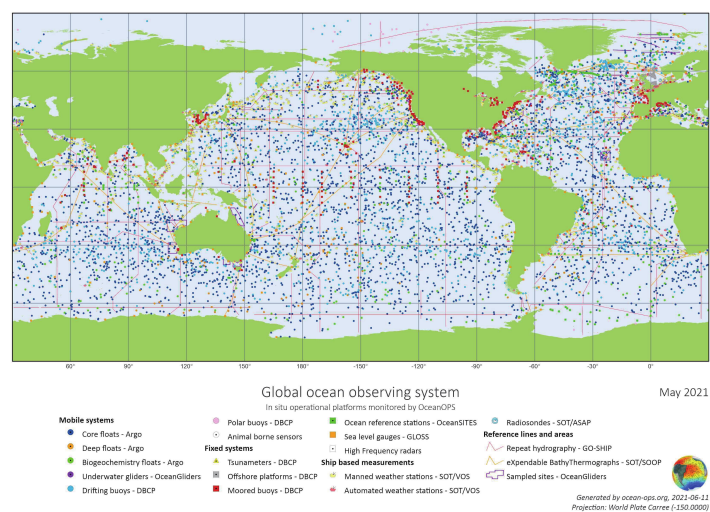 60°
90°
120°
150°
180°
-150°
-120°
-90°
-60°
-30°
0°
30°
Global ocean observing system
May 2021
In situ operational platforms monitored by OceanOPS
Mobile systems
Core floats - Argo
Deep floats - Argo
Biogeochemistry floats - Argo
Underwater gliders - OceanGliders
Drifting buoys - DBCP
Polar buoys - DBCP
Animal borne sensors
Fixed systems
Tsunameters - DBCP
Offshore platforms - DBCP
Moored buoys - DBCP
Ocean reference stations - OceanSITES
Sea level gauges - GLOSS
High Frequency radars
Ship based measurements
Manned weather stations - SOT/VOS
Automated weather stations - SOT/VOS
Radiosondes - SOT/ASAP
Reference lines and areas
Repeat hydrography - GO-SHIP
eXpendable BathyThermographs - SOT/SOOP
Sampled sites - OceanGliders
Generated by ocean-ops.org, 2021-06-11
Projection: World Plate Carree (-150.0000)